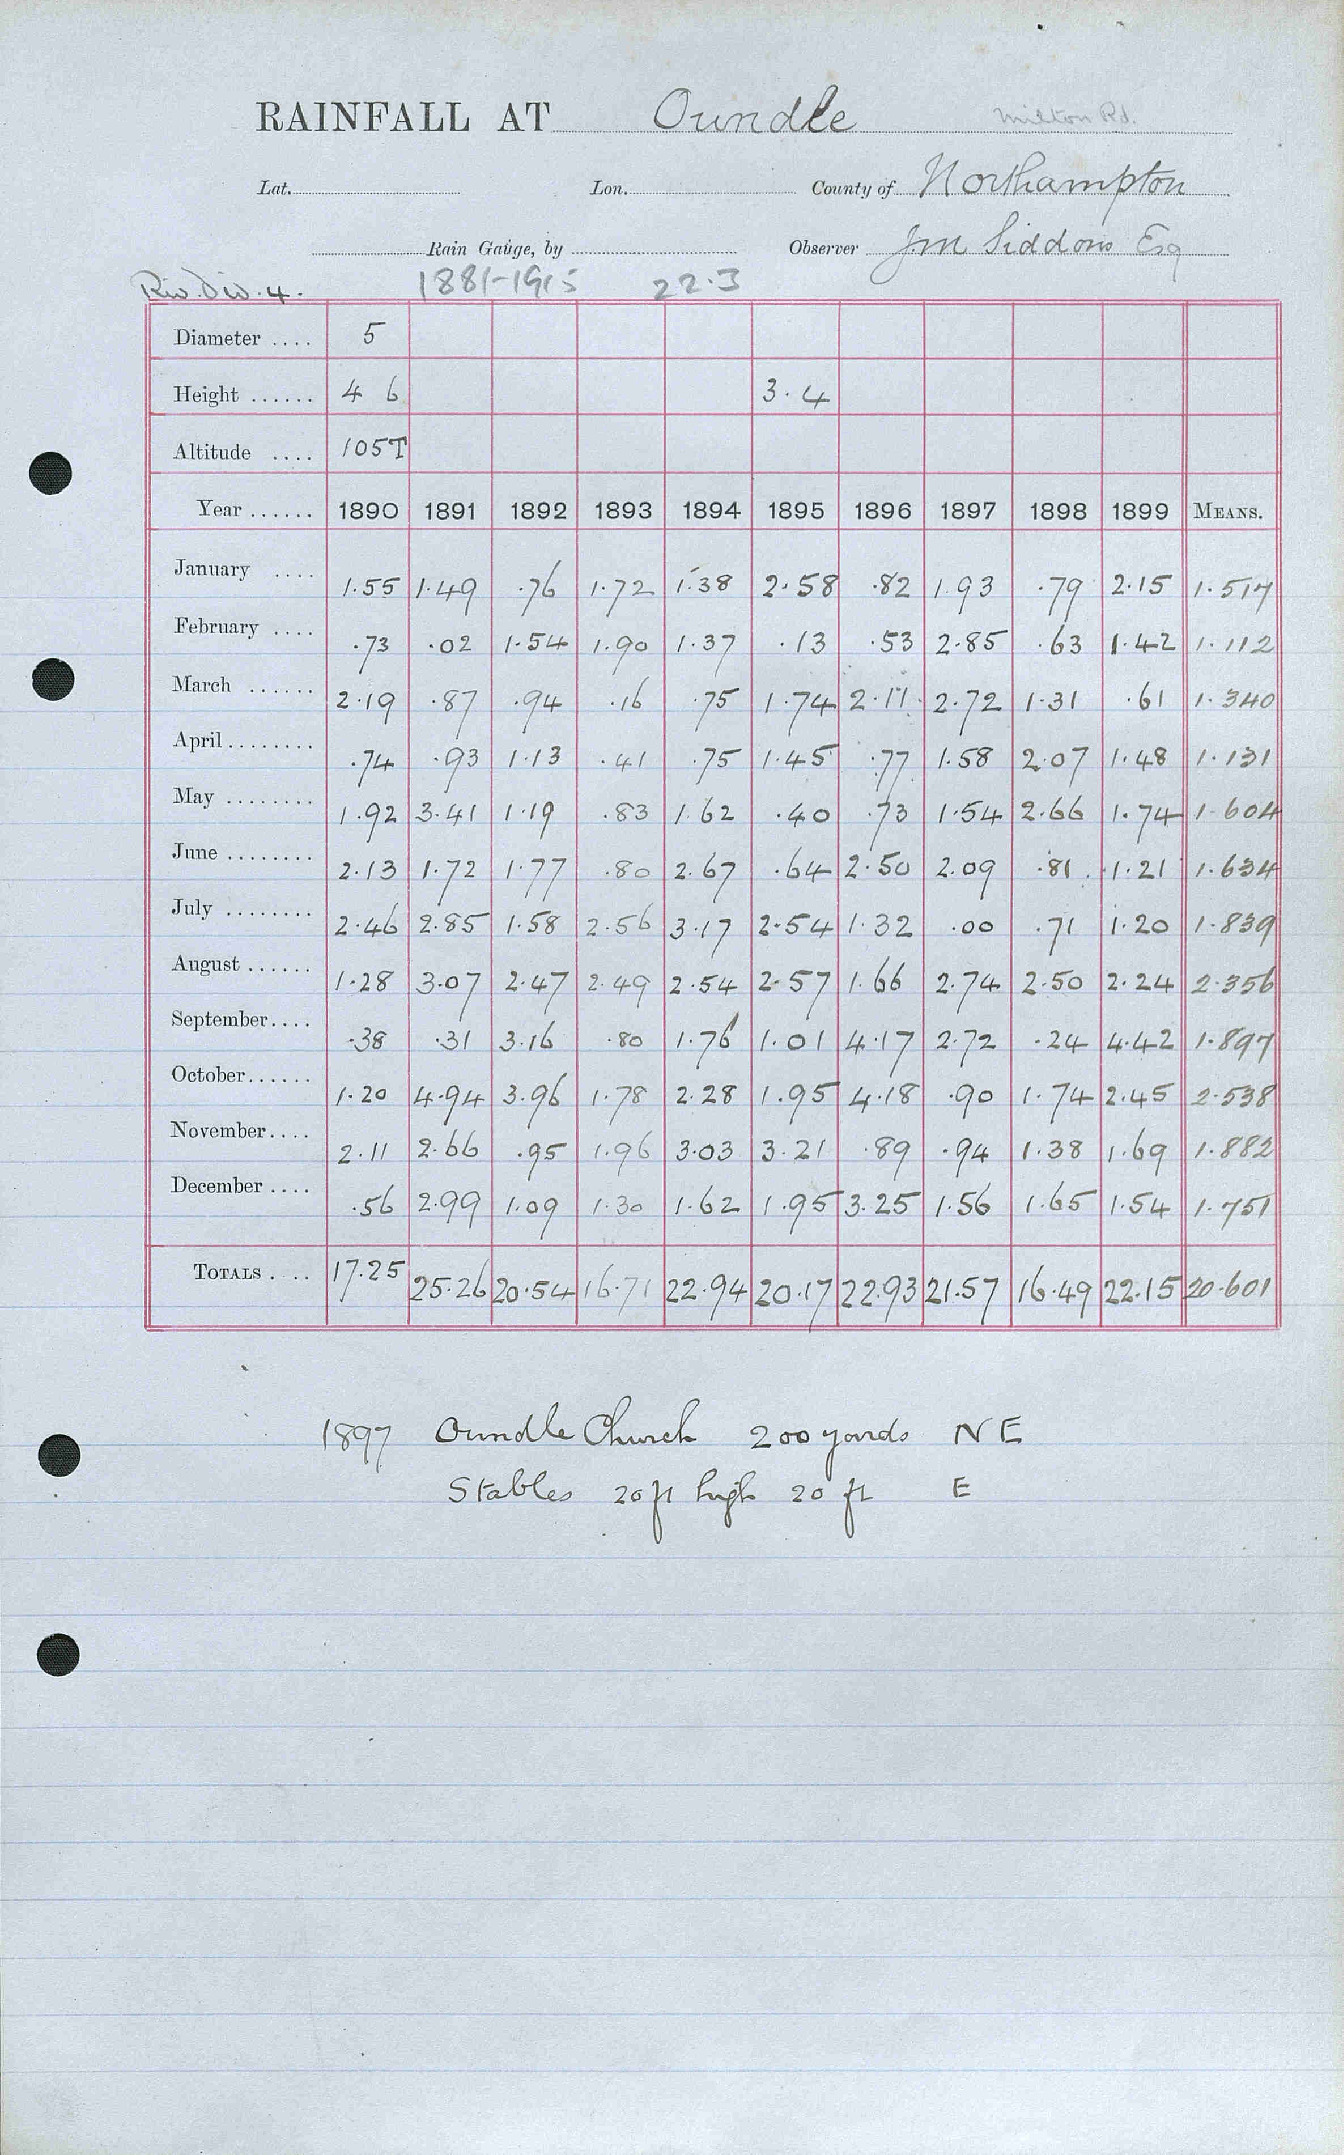 RAINFALL AT Oundle Milton Rd.
Lat. Lon. County of Northampton
Rain Gauge, by Observer J.M Siddons Esq
Riv. Div. 4. 1881-1915 22.3
Diameter .... 5
Height ...... 4 6 3.4
Altitude .... 105T
Year ...... 1890 1891 1892 1893 1894 1895 1896 1897 1898 1899 MEANS.
January .... 1.55 1.49 .76 1.72 1.38 2.58 .82 1.93 .79 2.15 1.517
February .... .73 .02 1.54 1.90 1.37 .13 .53 2.85 .63 1.42 1.112
March ...... 2.19 .87 .94 .16 .75 1.74 2.11 2.72 1.31 .61 1.340
April ........ .74 .93 1.13 .41 .75 1.45 .77 1.58 2.07 1.48 1.131
May ........ 1.92 3.41 1.19 .83 1.62 .40 .73 1.54 2.66 1.74 1.604
June ........ 2.13 1.72 1.77 .80 2.67 .64 2.50 2.09 .81 1.21 1.634
July ........ 2.46 2.85 1.58 2.56 3.17 2.54 1.32 .00 .71 1.20 1.839
August ...... 1.28 3.07 2.47 2.49 2.54 2.57 1.66 2.74 2.50 2.24 2.356
September.... .38 .31 3.16 .80 1.76 1.01 4.17 2.72 .24 4.42 1.897
October...... 1.20 4.94 3.96 1.78 2.28 1.95 4.18 .90 1.74 2.45 2.538
November.... 2.11 2.66 .95 1.96 3.03 3.21 .89 .94 1.38 1.69 1.882
December .... .56 2.99 1.09 1.30 1.62 1.95 3.25 1.56 1.65 1.54 1.751
TOTALS .... 17.25 25.26 20.54 16.71 22.94 20.17 22.93 21.57 16.49 22.15 20.601
1897 Oundle Church 200 yards N E
Stables 20 ft high 20 ft E